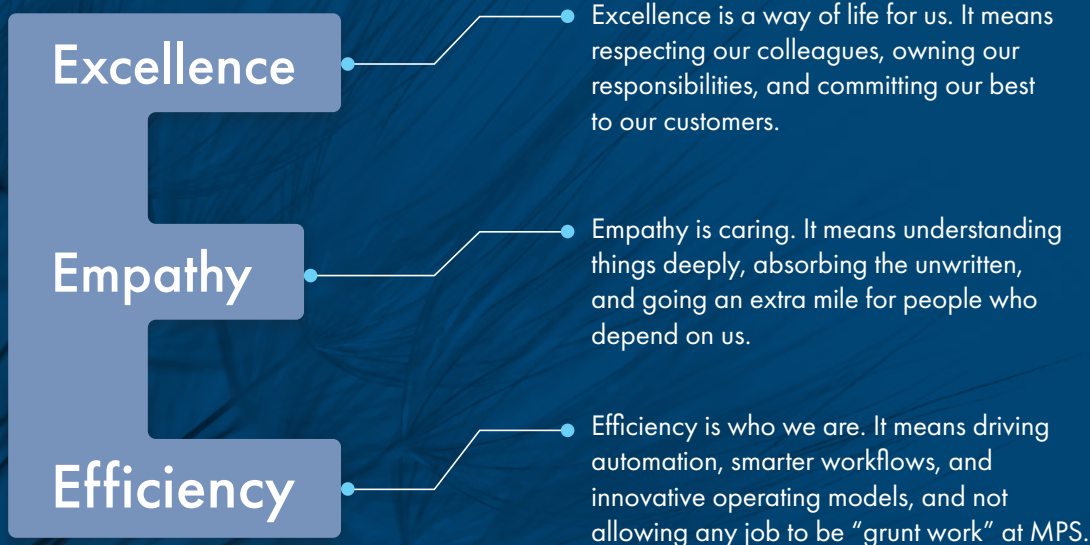 Excellence
Excellence is a way of life for us. It means
respecting our colleagues, owning our
responsibilities, and committing our best
to our customers.
Empathy
Empathy is caring. It means understanding
things deeply, absorbing the unwritten,
and going an extra mile for people who
depend on us.
Efficiency
Efficiency is who we are. It means driving
automation, smarter workflows, and
innovative operating models, and not
allowing any job to be “grunt work” at MPS.